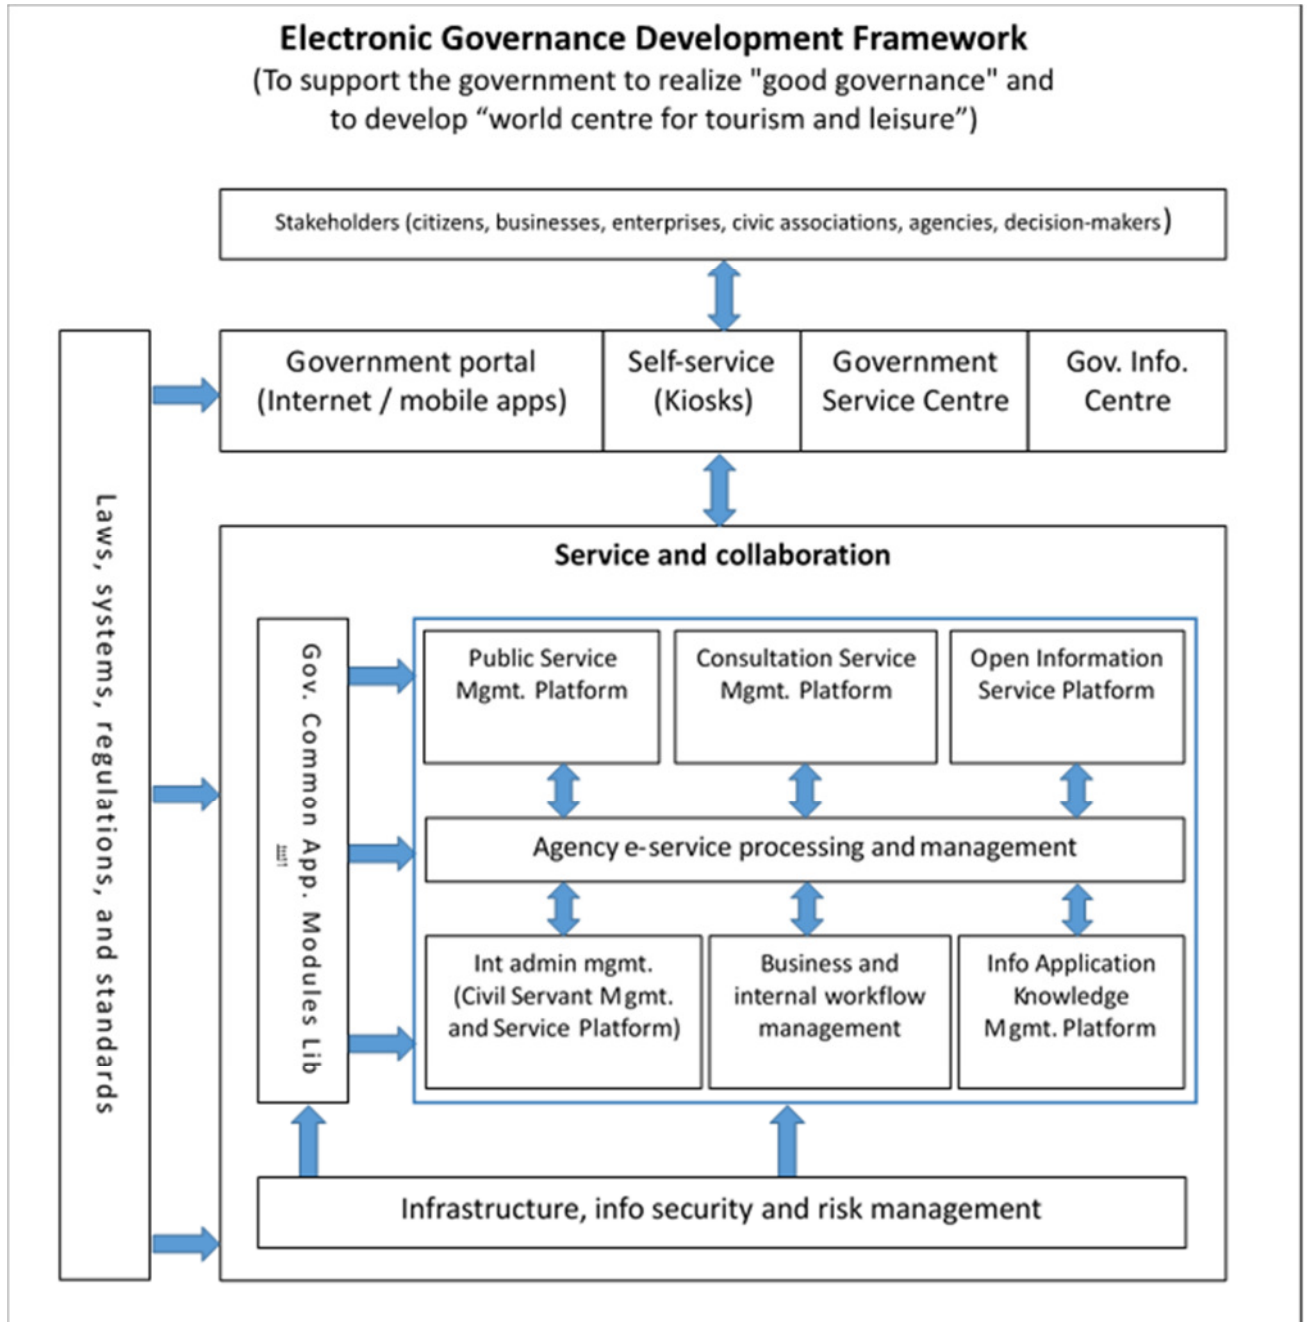 Electronic Governance Development Framework
(To support the government to realize "good governance" and
to develop “world centre for tourism and leisure”)
Stakeholders (citizens, businesses, enterprises, civic associations, agencies, decision-makers)
Government portal
(Internet / mobile apps)
Self-service
(Kiosks)
Government
Service Centre
Gov. Info.
Centre
Laws, systems, regulations, and standards
Service and collaboration
Gov. Common App. Modules Lib
Public Service
Mgmt. Platform
Consultation Service
Mgmt. Platform
Open Information
Service Platform
Agency e-service processing and management
Int admin mgmt.
(Civil Servant Mgmt.
and Service Platform)
Business and
internal workflow
management
Info Application
Knowledge
Mgmt. Platform
Infrastructure, info security and risk management